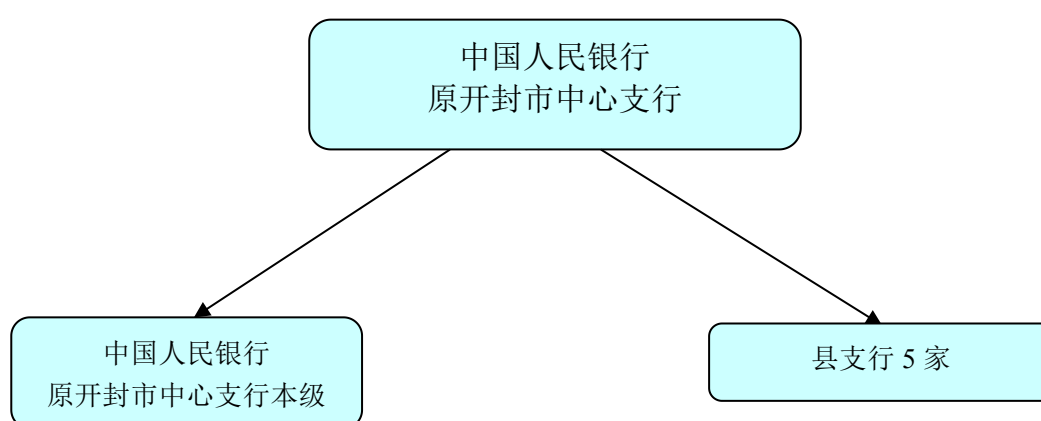 中国人民银行
原开封市中心支行
中国人民银行
原开封市中心支行本级
县支行 5 家